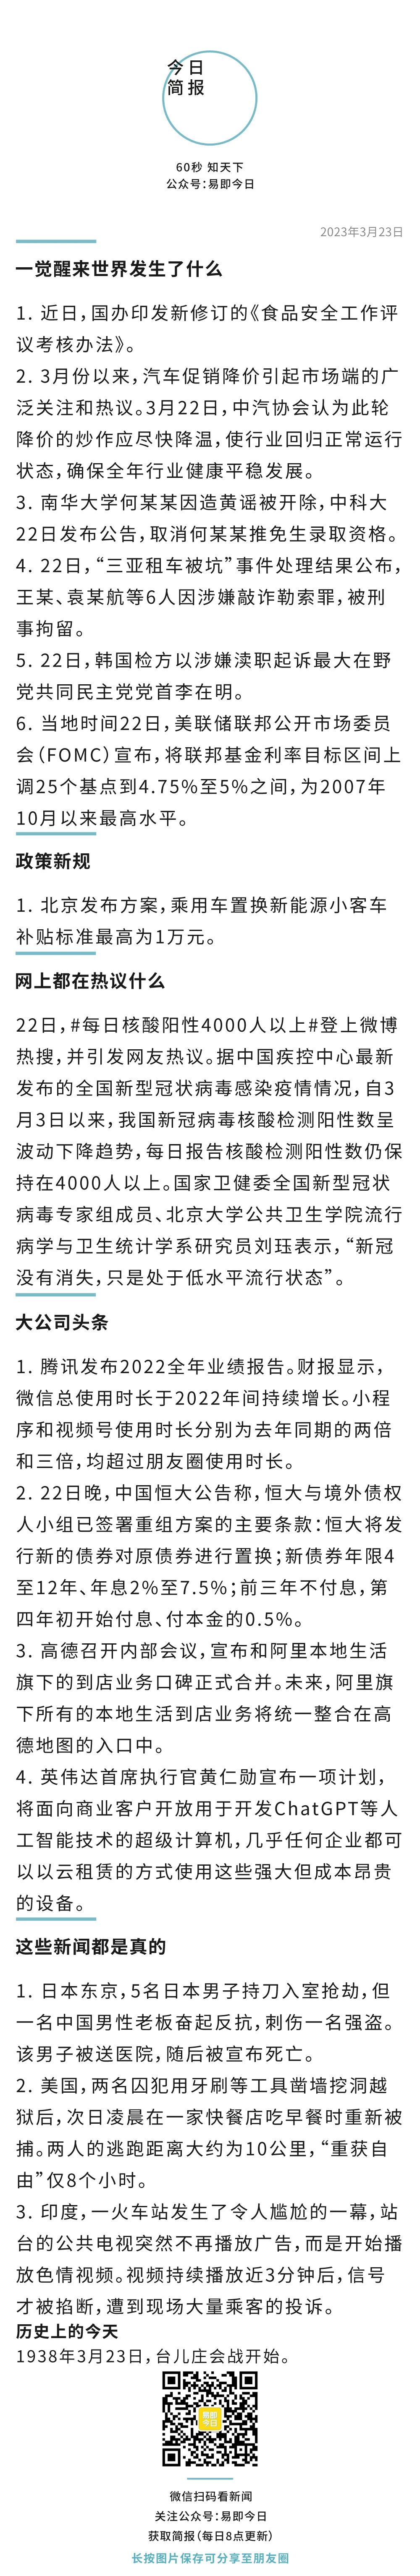 今日
简报
60秒 知天下
公众号：易即今日
2023年3月23日
一觉醒来世界发生了什么
1. 近日，国办印发新修订的《食品安全工作评
议考核办法》。
2. 3月份以来，汽车促销降价引起市场端的广
泛关注和热议。3月22日，中汽协会认为此轮
降价的炒作应尽快降温，使行业回归正常运行
状态，确保全年行业健康平稳发展。
3. 南华大学何某某因造黄谣被开除，中科大
22日发布公告，取消何某某推免生录取资格。
4. 22日，“三亚租车被坑”事件处理结果公布，
王某、袁某航等6人因涉嫌敲诈勒索罪，被刑
事拘留。
5. 22日，韩国检方以涉嫌渎职起诉最大在野
党共同民主党党首李在明。
6. 当地时间22日，美联储联邦公开市场委员
会（FOMC）宣布，将联邦基金利率目标区间上
调25个基点到4.75%至5%之间，为2007年
10月以来最高水平。
政策新规
1. 北京发布方案，乘用车置换新能源小客车
补贴标准最高为1万元。
网上都在热议什么
22日，#每日核酸阳性4000人以上#登上微博
热搜，并引发网友热议。据中国疾控中心最新
发布的全国新型冠状病毒感染疫情情况，自3
月3日以来，我国新冠病毒核酸检测阳性数呈
波动下降趋势，每日报告核酸检测阳性数仍保
持在4000人以上。国家卫健委全国新型冠状
病毒专家组成员、北京大学公共卫生学院流行
病学与卫生统计学系研究员刘珏表示，“新冠
没有消失，只是处于低水平流行状态”。
大公司头条
1. 腾讯发布2022全年业绩报告。财报显示，
微信总使用时长于2022年间持续增长。小程
序和视频号使用时长分别为去年同期的两倍
和三倍，均超过朋友圈使用时长。
2. 22日晚，中国恒大公告称，恒大与境外债权
人小组已签署重组方案的主要条款：恒大将发
行新的债券对原债券进行置换；新债券年限4
至12年、年息2%至7.5%；前三年不付息，第
四年初开始付息、付本金的0.5%。
3. 高德召开内部会议，宣布和阿里本地生活
旗下的到店业务口碑正式合并。未来，阿里旗
下所有的本地生活到店业务将统一整合在高
德地图的入口中。
4. 英伟达首席执行官黄仁勋宣布一项计划，
将面向商业客户开放用于开发ChatGPT等人
工智能技术的超级计算机，几乎任何企业都可
以以云租赁的方式使用这些强大但成本昂贵
的设备。
这些新闻都是真的
1. 日本东京，5名日本男子持刀入室抢劫，但
一名中国男性老板奋起反抗，刺伤一名强盗。
该男子被送医院，随后被宣布死亡。
2. 美国，两名囚犯用牙刷等工具凿墙挖洞越
狱后，次日凌晨在一家快餐店吃早餐时重新被
捕。两人的逃跑距离大约为10公里，“重获自
由”仅8个小时。
3. 印度，一火车站发生了令人尴尬的一幕，站
台的公共电视突然不再播放广告，而是开始播
放色情视频。视频持续播放近3分钟后，信号
才被掐断，遭到现场大量乘客的投诉。
历史上的今天
1938年3月23日，台儿庄会战开始。
易即
今日
微信扫码看新闻
关注公众号：易即今日
获取简报（每日8点更新）
长按图片保存可分享至朋友圈